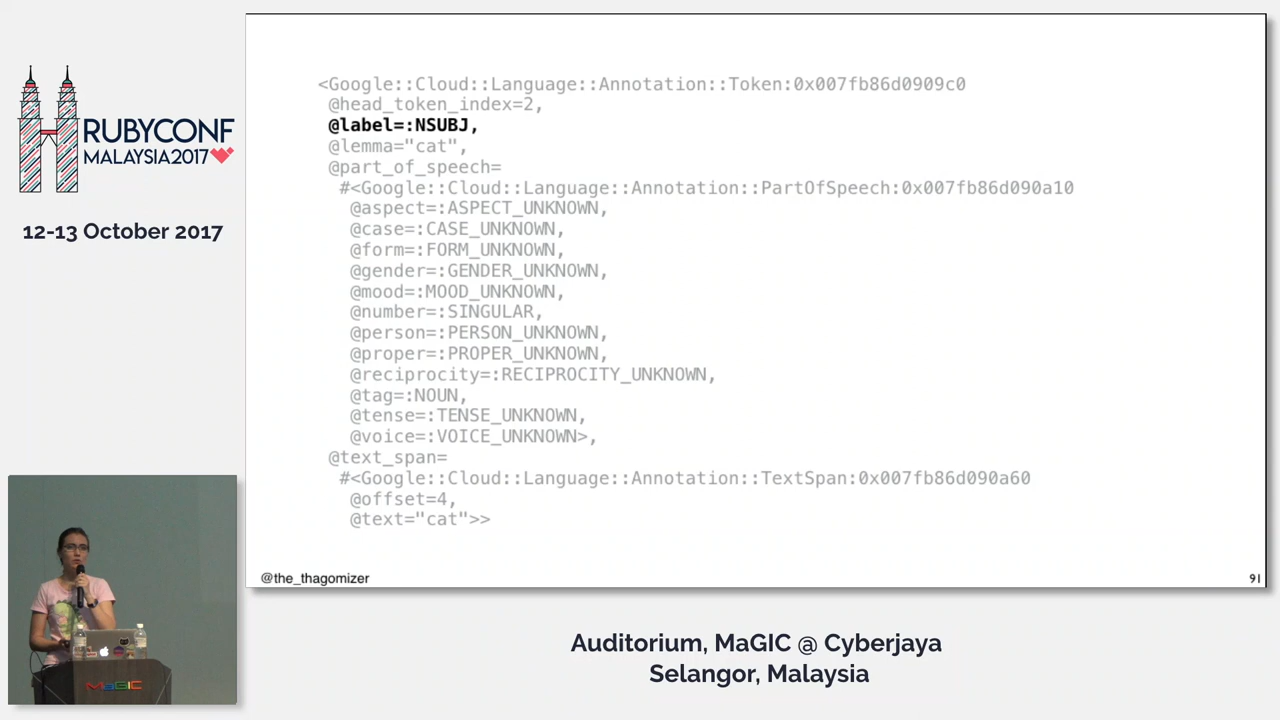 RUBYCONF
MALAYSIA2017
12-13 October 2017
<Google::Cloud::Language::Annotation::Token:0x007fb86d0909c0
@head_token_index=2,
@label=:NSUBJ,
@lemma="cat",
@part_of_speech=
#<Google::Cloud::Language::Annotation::PartOfSpeech:0x007fb86d090a10
@aspect=:ASPECT_UNKNOWN,
@case=:CASE_UNKNOWN,
@form=:FORM_UNKNOWN,
@gender=:GENDER_UNKNOWN,
@mood=:MOOD_UNKNOWN,
@number=:SINGULAR,
@person=:PERSON_UNKNOWN,
@proper=:PROPER_UNKNOWN,
@reciprocity=:RECIPROCITY_UNKNOWN,
@tag=:NOUN,
@tense=:TENSE_UNKNOWN,
@voice=:VOICE_UNKNOWN>,
@text_span=
#<Google::Cloud::Language::Annotation::TextSpan:0x007fb86d090a60
@offset=4,
@text="cat">>
@the_thagomizer
91
MaGIC
Auditorium, MaGIC @ Cyberjaya
Selangor, Malaysia